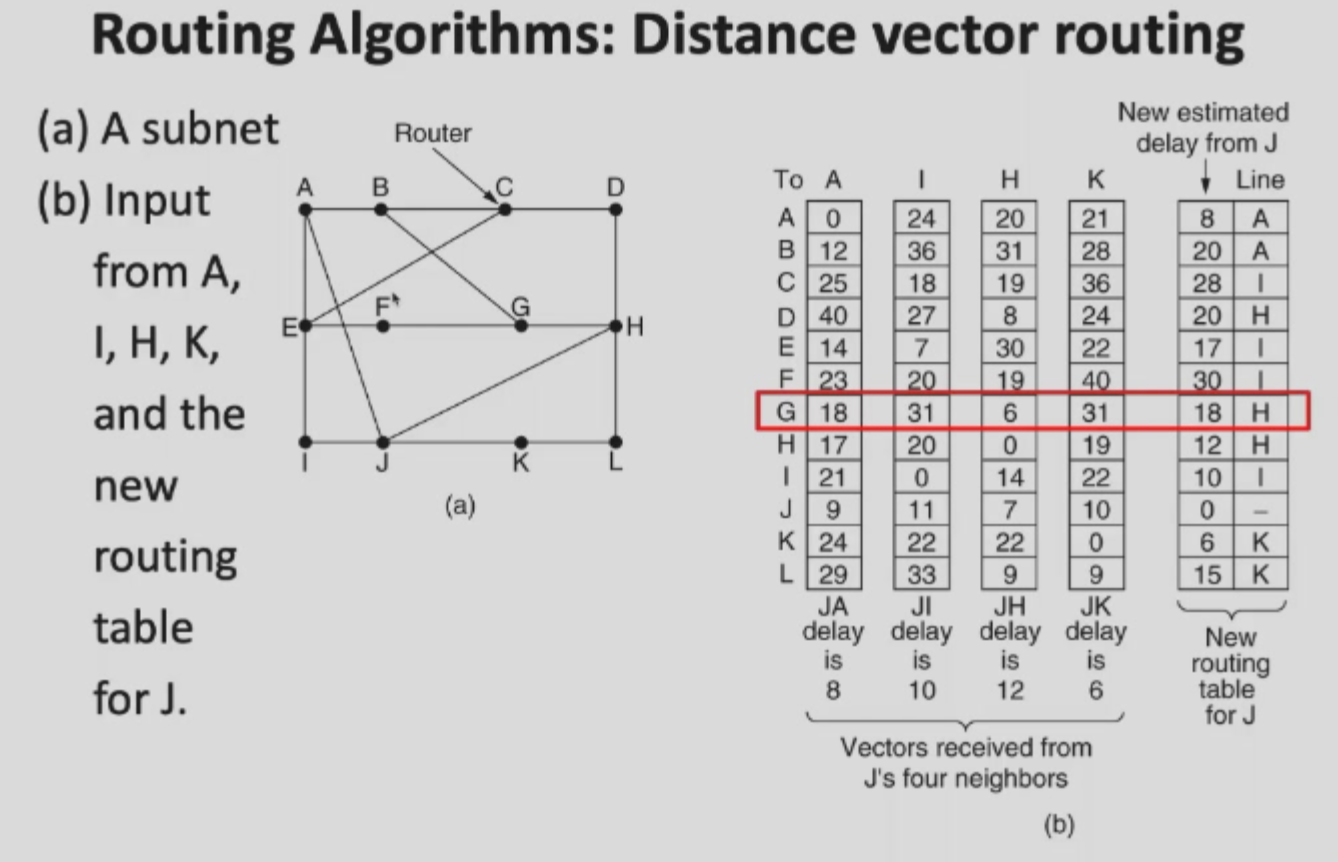 Routing Algorithms: Distance vector routing
(a) A subnet
(b) Input
from A,
I, H, K,
and the
new
routing
table
for J.
Router
A B C D
E F G H
I J K L
(a)
New estimated
delay from J
To A I H K Line
A 0 24 20 21 8 A
B 12 36 31 28 20 A
C 25 18 19 36 28 I
D 40 27 8 24 20 H
E 14 7 30 22 17 I
F 23 20 19 40 30 I
G 18 31 6 31 18 H
H 17 20 0 19 12 H
I 21 0 14 22 10 I
J 9 11 7 10 0 –
K 24 22 22 0 6 K
L 29 33 9 9 15 K
JA JI JH JK
delay delay delay delay
is is is is
8 10 12 6
New
routing
table
for J
Vectors received from
J's four neighbors
(b)